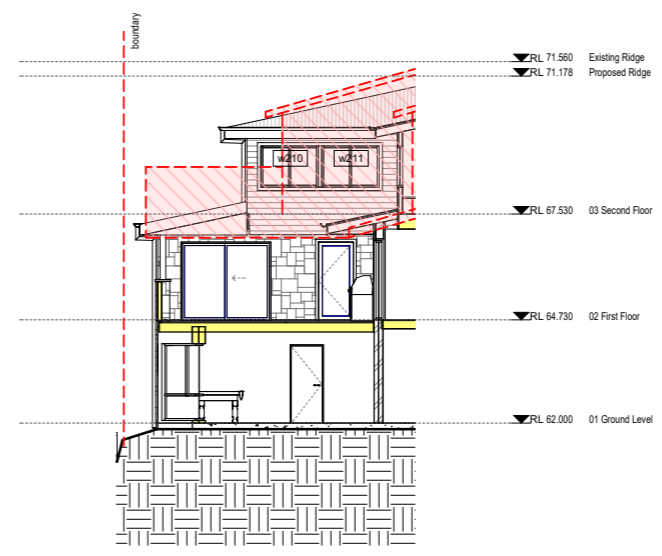 boundary
RL 71.560 Existing Ridge
RL 71.178 Proposed Ridge
w210 w211
RL 67.530 03 Second Floor
RL 64.730 02 First Floor
RL 62.000 01 Ground Level